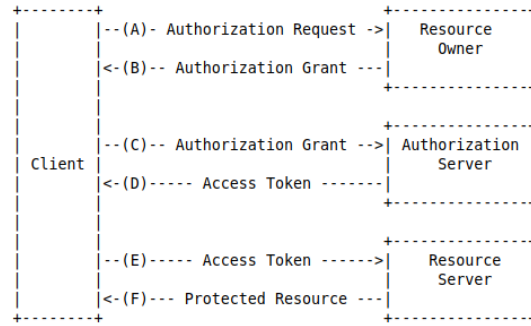 +--------+                               +---------------
|        |--(A)- Authorization Request ->|   Resource
|        |                               |     Owner
|        |<-(B)-- Authorization Grant ---|
|        |                               +---------------
|        |
|        |                               +---------------
|        |--(C)-- Authorization Grant -->| Authorization
| Client |                               |     Server
|        |<-(D)----- Access Token -------|
|        |                               +---------------
|        |
|        |                               +---------------
|        |--(E)----- Access Token ------>|    Resource
|        |                               |     Server
|        |<-(F)--- Protected Resource ---|
+--------+                               +---------------